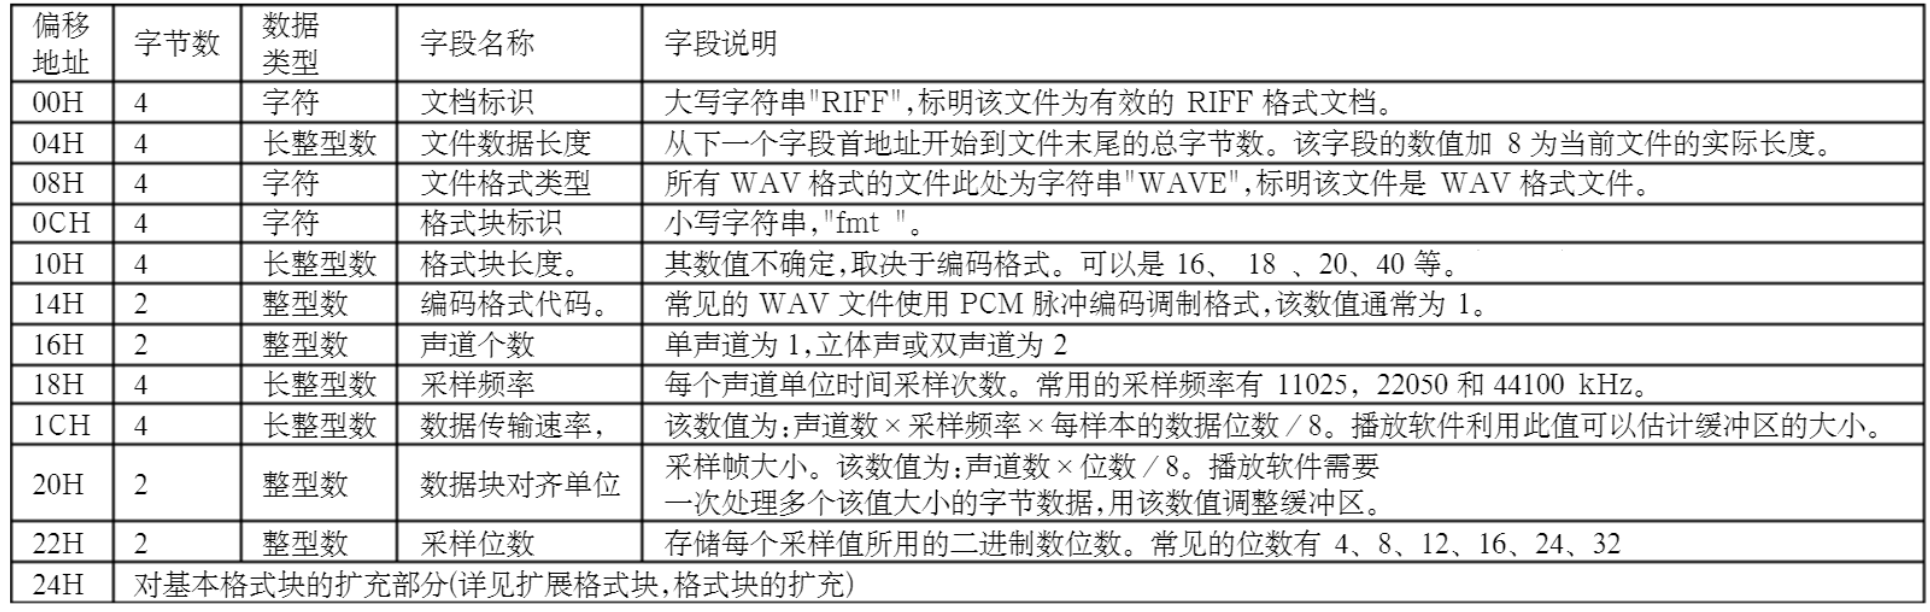 偏移地址 字节数 数据类型 字段名称 字段说明
00H 4 字符 文档标识 大写字符串"RIFF",标明该文件为有效的 RIFF 格式文档。
04H 4 长整型数 文件数据长度 从下一个字段首地址开始到文件末尾的总字节数。该字段的数值加 8 为当前文件的实际长度。
08H 4 字符 文件格式类型 所有 WAV 格式的文件此处为字符串"WAVE",标明该文件是 WAV 格式文件。
0CH 4 字符 格式块标识 小写字符串,"fmt "。
10H 4 长整型数 格式块长度。 其数值不确定,取决于编码格式。可以是 16、 18 、20、40 等。
14H 2 整型数 编码格式代码。 常见的 WAV 文件使用 PCM 脉冲编码调制格式,该数值通常为 1。
16H 2 整型数 声道个数 单声道为 1,立体声或双声道为 2
18H 4 长整型数 采样频率 每个声道单位时间采样次数。常用的采样频率有 11025, 22050 和 44100 kHz。
1CH 4 长整型数 数据传输速率, 该数值为:声道数×采样频率×每样本的数据位数/8。播放软件利用此值可以估计缓冲区的大小。
20H 2 整型数 数据块对齐单位 采样帧大小。该数值为:声道数×位数/8。播放软件需要
一次处理多个该值大小的字节数据,用该数值调整缓冲区。
22H 2 整型数 采样位数 存储每个采样值所用的二进制数位数。常见的位数有 4、8、12、16、24、32
24H 对基本格式块的扩充部分(详见扩展格式块,格式块的扩充)